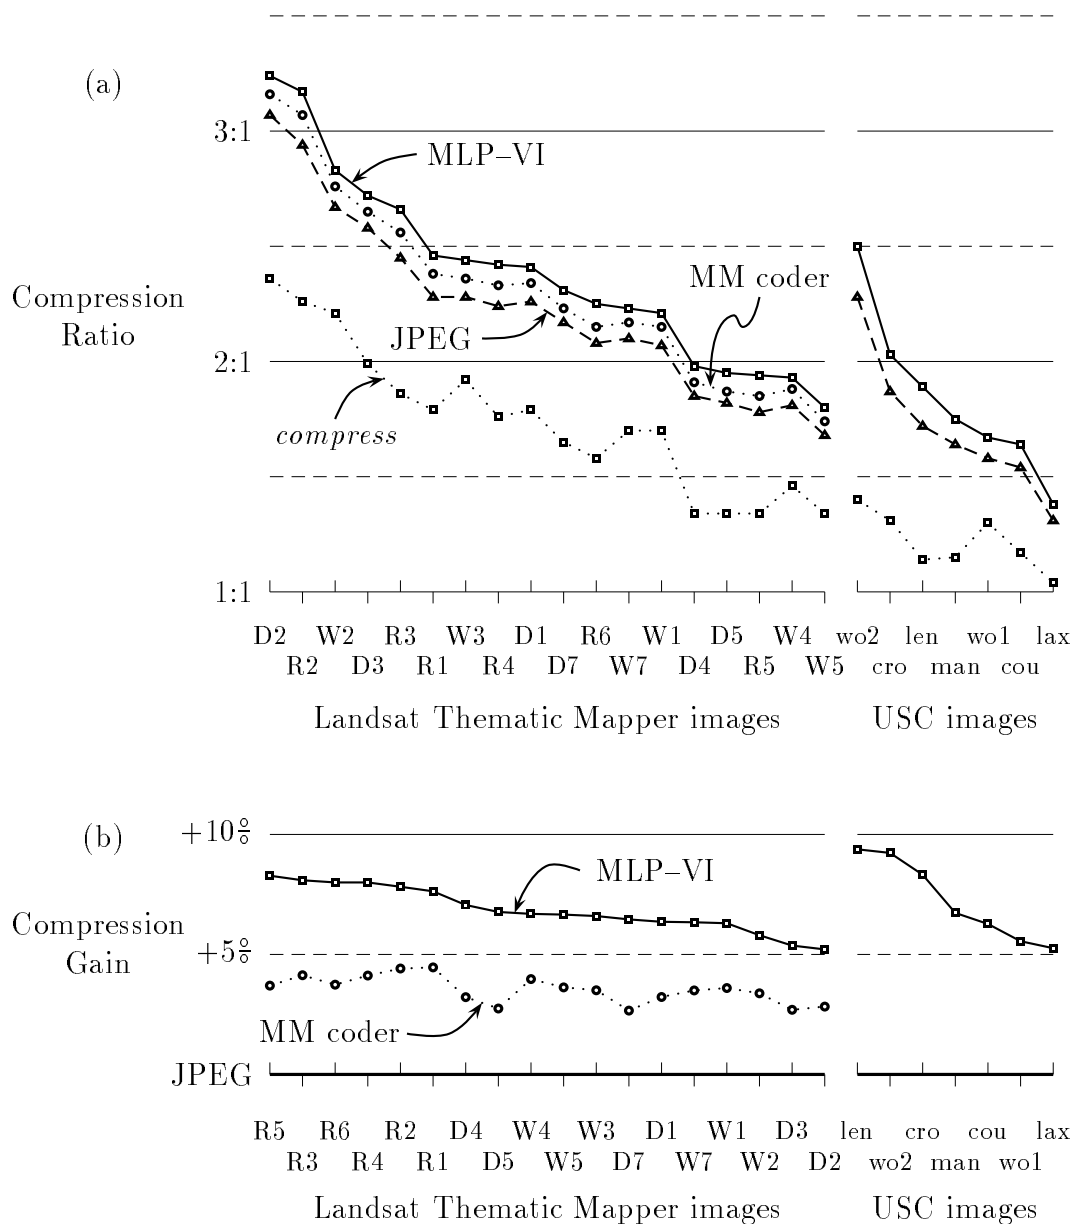 (a)
3:1
MLP–VI
MM coder
Compression
Ratio
JPEG
2:1
compress
1:1
D2 W2 R3 W3 D1 R6 W1 D5 W4 wo2 len wo1 lax
R2 D3 R1 R4 D7 W7 D4 R5 W5 cro man cou
Landsat Thematic Mapper images USC images
(b)
+10%
MLP–VI
Compression
Gain
+5%
MM coder
JPEG
R5 R6 R2 D4 W4 W3 D1 W1 D3 len cro cou lax
R3 R4 R1 D5 W5 D7 W7 W2 D2 wo2 man wo1
Landsat Thematic Mapper images USC images